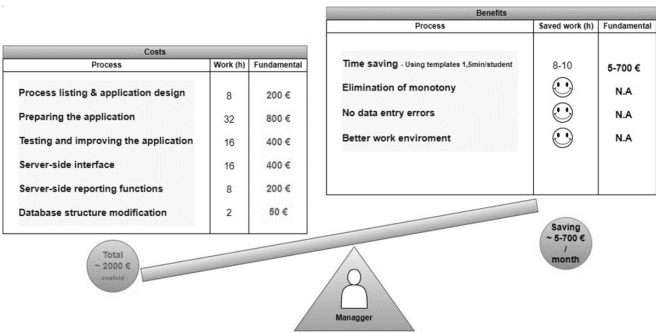 Costs
Process Work (h) Fundamental
Process listing & application design 8 200 €
Preparing the application 32 800 €
Testing and improving the application 16 400 €
Server-side interface 16 400 €
Server-side reporting functions 8 200 €
Database structure modification 2 50 €
Benefits
Process Saved work (h) Fundamental
Time saving - Using templates 1,5min/student 8-10 5-700 €
Elimination of monotony N.A
No data entry errors N.A
Better work enviroment N.A
Total
~ 2000 €
- onefold -
Saving
~ 5-700 €
/
month
Managger